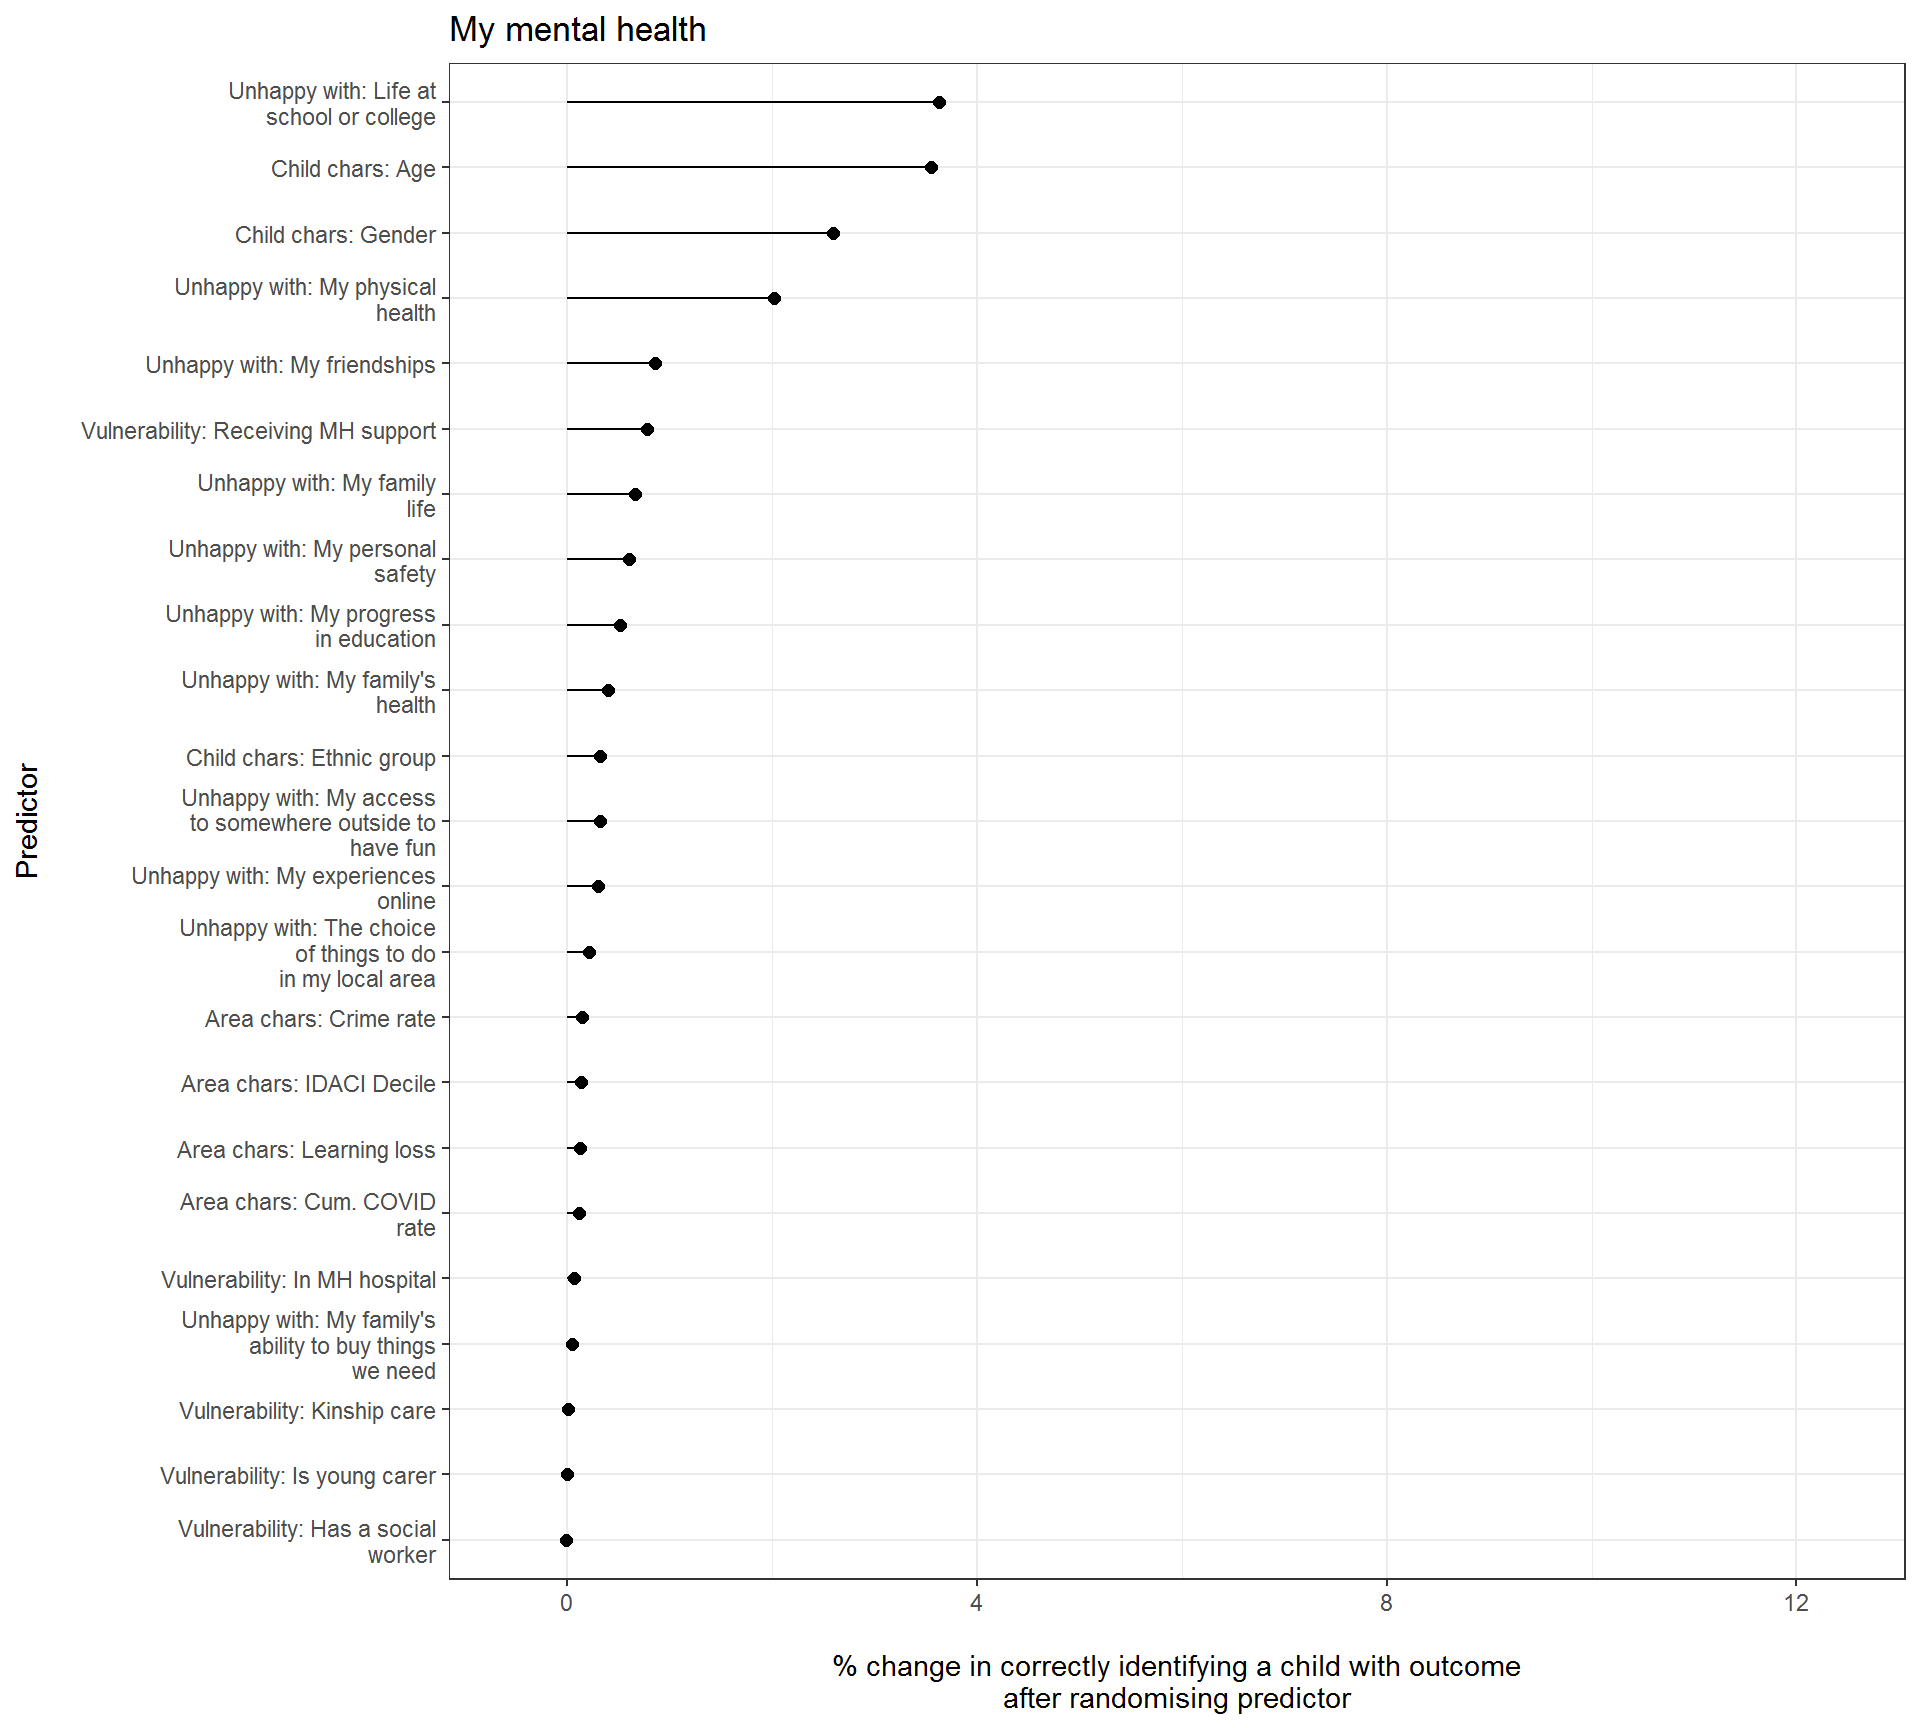 My mental health
Unhappy with: Life at
school or college
Child chars: Age
Child chars: Gender
Unhappy with: My physical
health
Unhappy with: My friendships
Vulnerability: Receiving MH support
Unhappy with: My family
life
Unhappy with: My personal
safety
Unhappy with: My progress
in education
Unhappy with: My family's
health
Child chars: Ethnic group
Unhappy with: My access
to somewhere outside to
have fun
Unhappy with: My experiences
online
Unhappy with: The choice
of things to do
in my local area
Area chars: Crime rate
Area chars: IDACI Decile
Area chars: Learning loss
Area chars: Cum. COVID
rate
Vulnerability: In MH hospital
Unhappy with: My family's
ability to buy things
we need
Vulnerability: Kinship care
Vulnerability: Is young carer
Vulnerability: Has a social
worker
Predictor
0 4 8 12
% change in correctly identifying a child with outcome
after randomising predictor